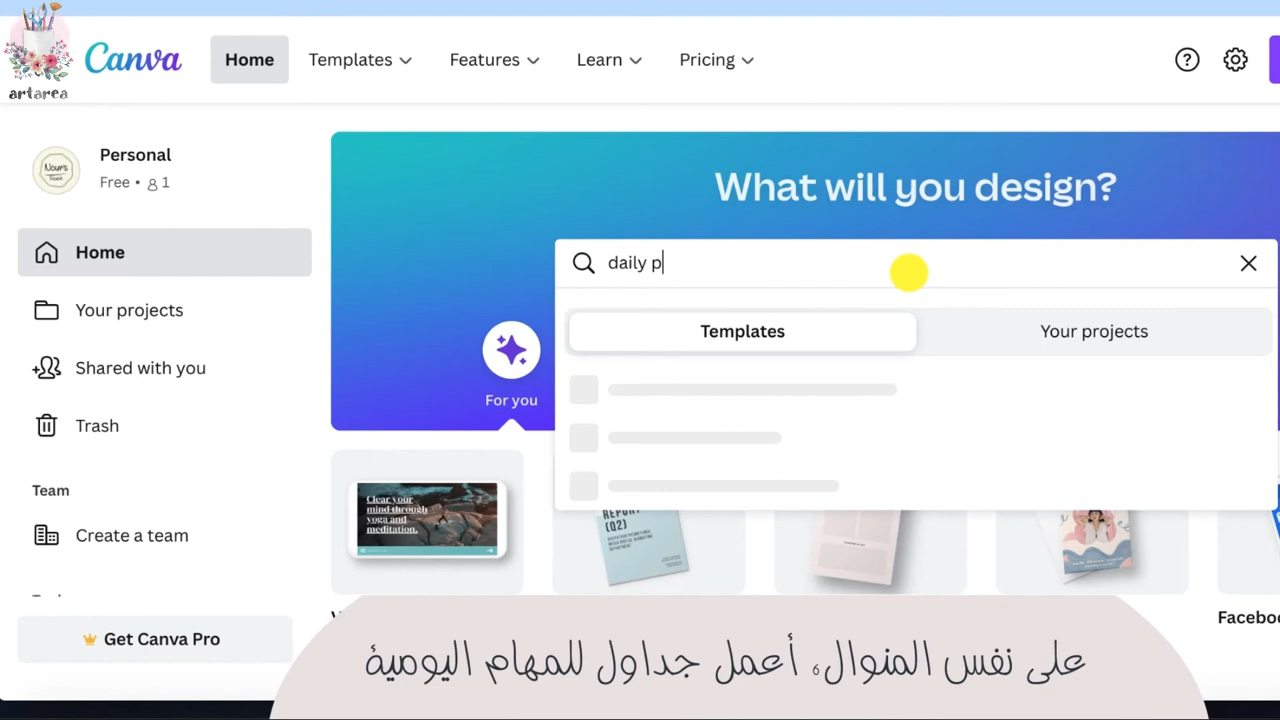 artarea
Canva
Home
Templates
Features
Learn
Pricing
Nour's
Touch
Personal
Free • 1
Home
Your projects
Shared with you
Trash
Team
Create a team
Get Canva Pro
What will you design?
daily p
Templates
Your projects
For you
Clear your
mind through
yoga and
meditation.
REPORT
(Q2)
Facebo
على نفس المنوال، أعمل جداول للمهام اليومية